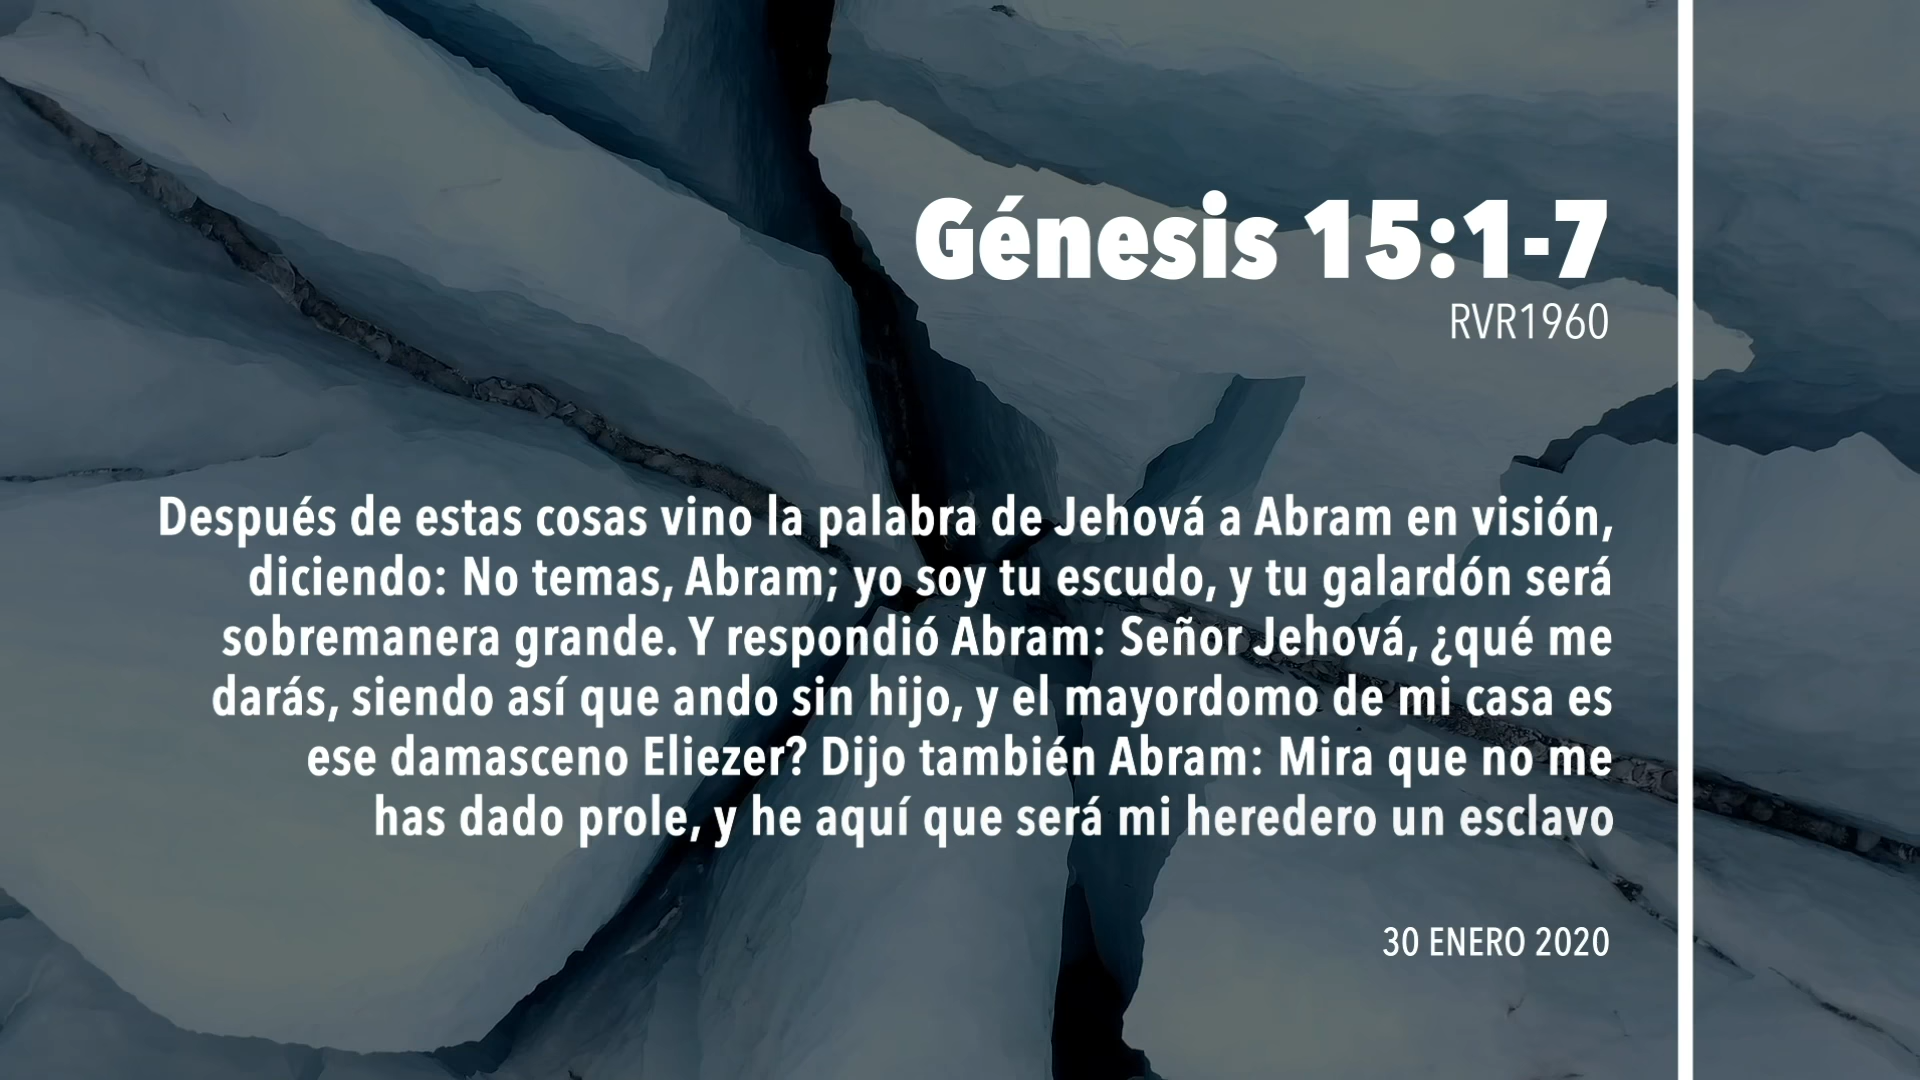 Génesis 15:1-7
RVR1960
Después de estas cosas vino la palabra de Jehová a Abram en visión,
diciendo: No temas, Abram; yo soy tu escudo, y tu galardón será
sobremanera grande. Y respondió Abram: Señor Jehová, ¿qué me
darás, siendo así que ando sin hijo, y el mayordomo de mi casa es
ese damasceno Eliezer? Dijo también Abram: Mira que no me
has dado prole, y he aquí que será mi heredero un esclavo
30 ENERO 2020